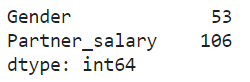 Gender 53
Partner_salary 106
dtype: int64